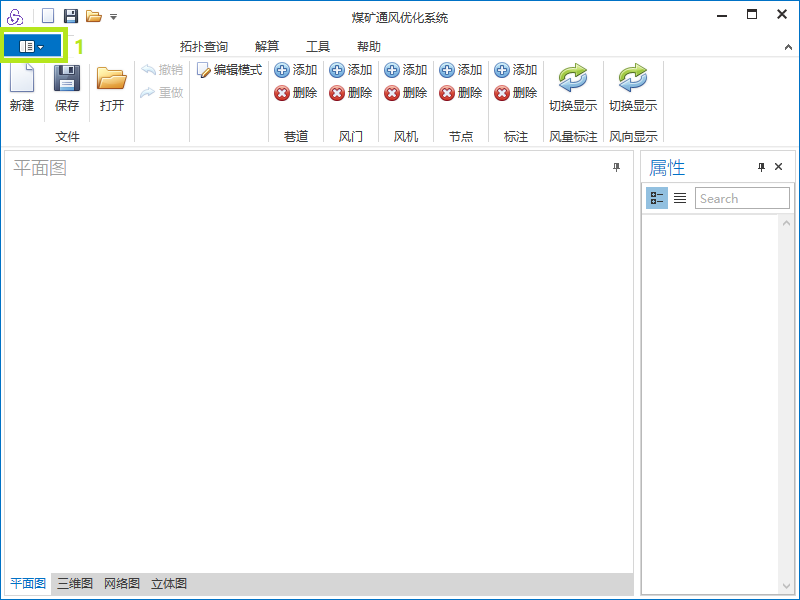 煤矿通风优化系统
1
拓扑查询 解算 工具 帮助
撤销 编辑模式 添加 添加 添加 添加 添加
重做 删除 删除 删除 删除 删除
新建 保存 打开 切换显示 切换显示
文件 巷道 风门 风机 节点 标注 风量标注 风向显示
平面图 属性
Search
平面图 三维图 网络图 立体图